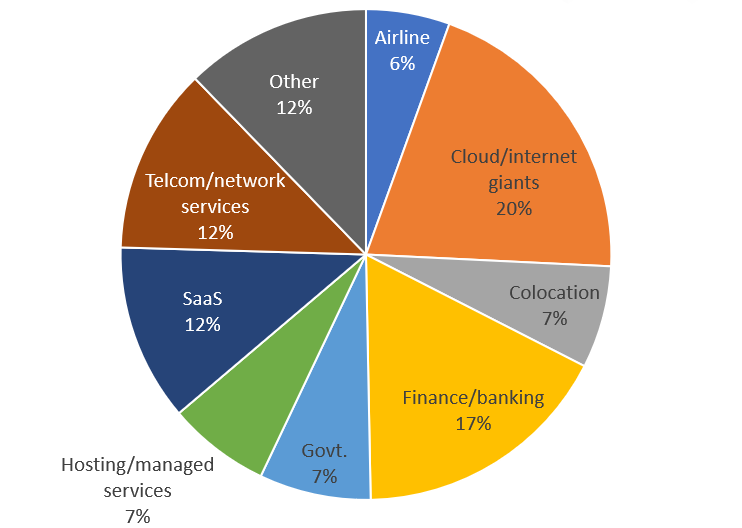 Airline
6%
Cloud/internet
giants
20%
Colocation
7%
Finance/banking
17%
Govt.
7%
Hosting/managed
services
7%
SaaS
12%
Telcom/network
services
12%
Other
12%